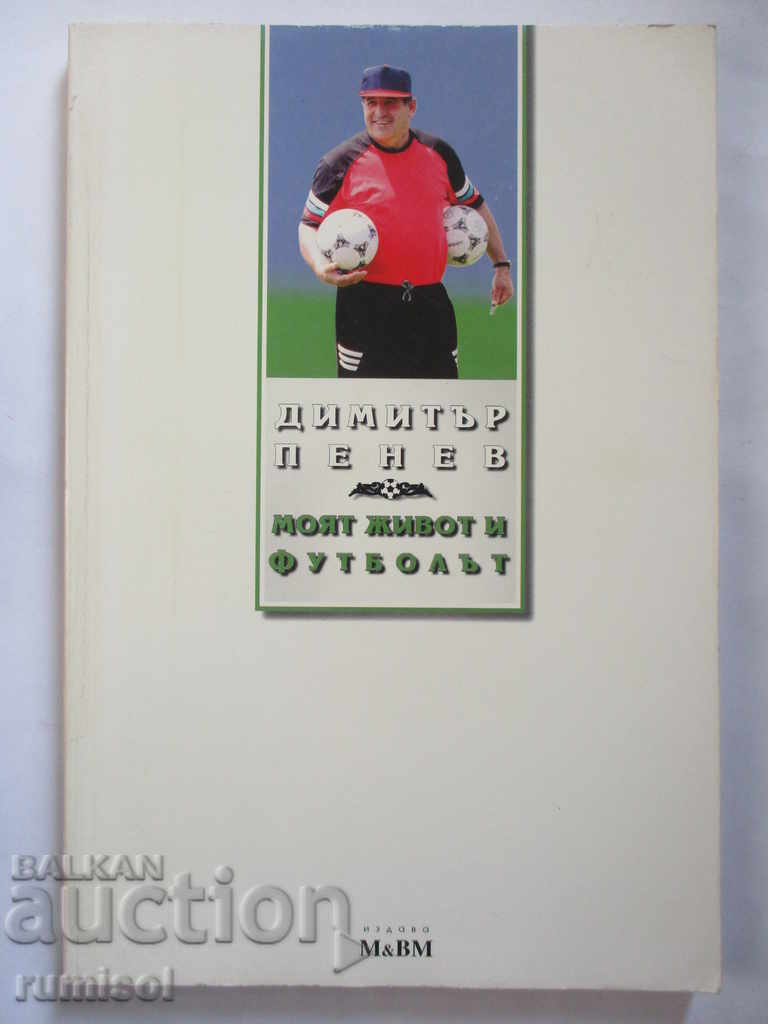 ДИМИТЪР
ПЕНЕВ
МОЯТ ЖИВОТ И
ФУТБОЛЪТ
BALKAN
auction
rumisol
издава
M&BM